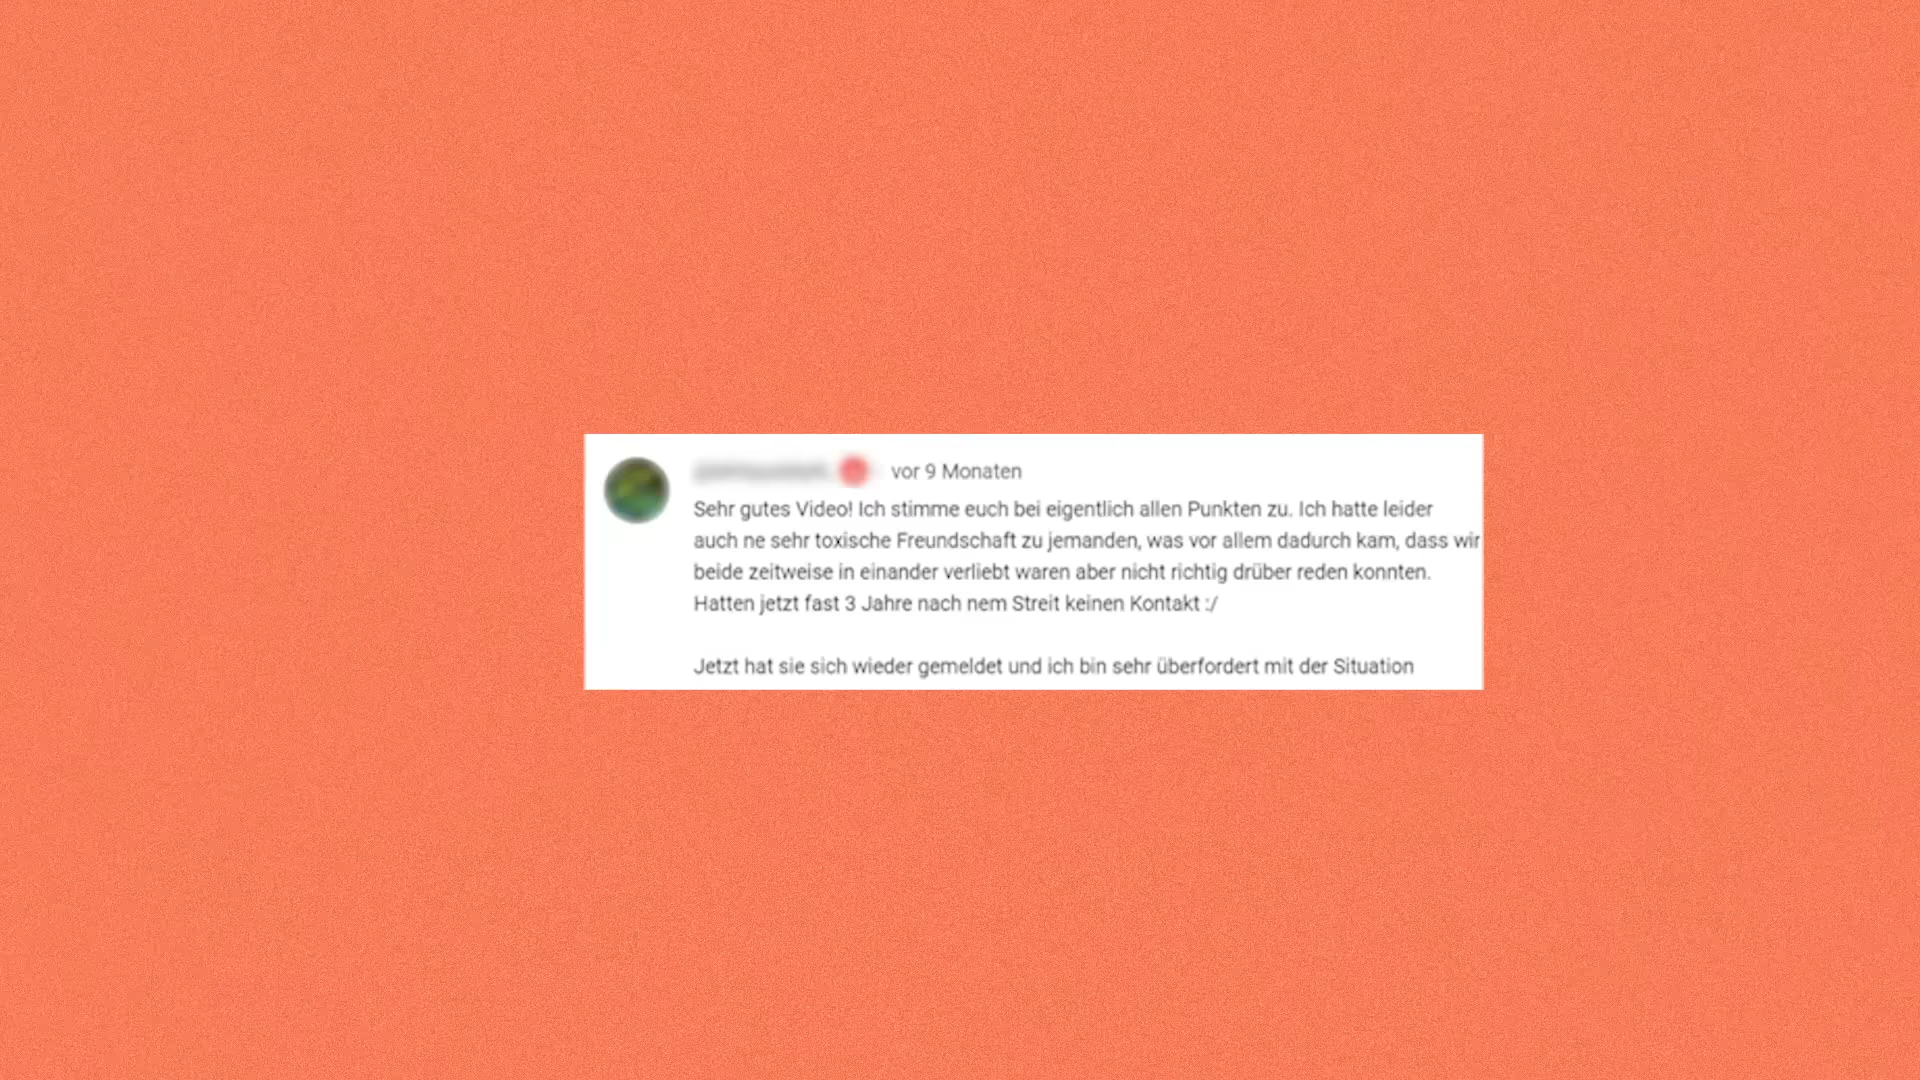 vor 9 Monaten
Sehr gutes Video! Ich stimme euch bei eigentlich allen Punkten zu. Ich hatte leider
auch ne sehr toxische Freundschaft zu jemanden, was vor allem dadurch kam, dass wir
beide zeitweise in einander verliebt waren aber nicht richtig drüber reden konnten.
Hatten jetzt fast 3 Jahre nach nem Streit keinen Kontakt :/
Jetzt hat sie sich wieder gemeldet und ich bin sehr überfordert mit der Situation